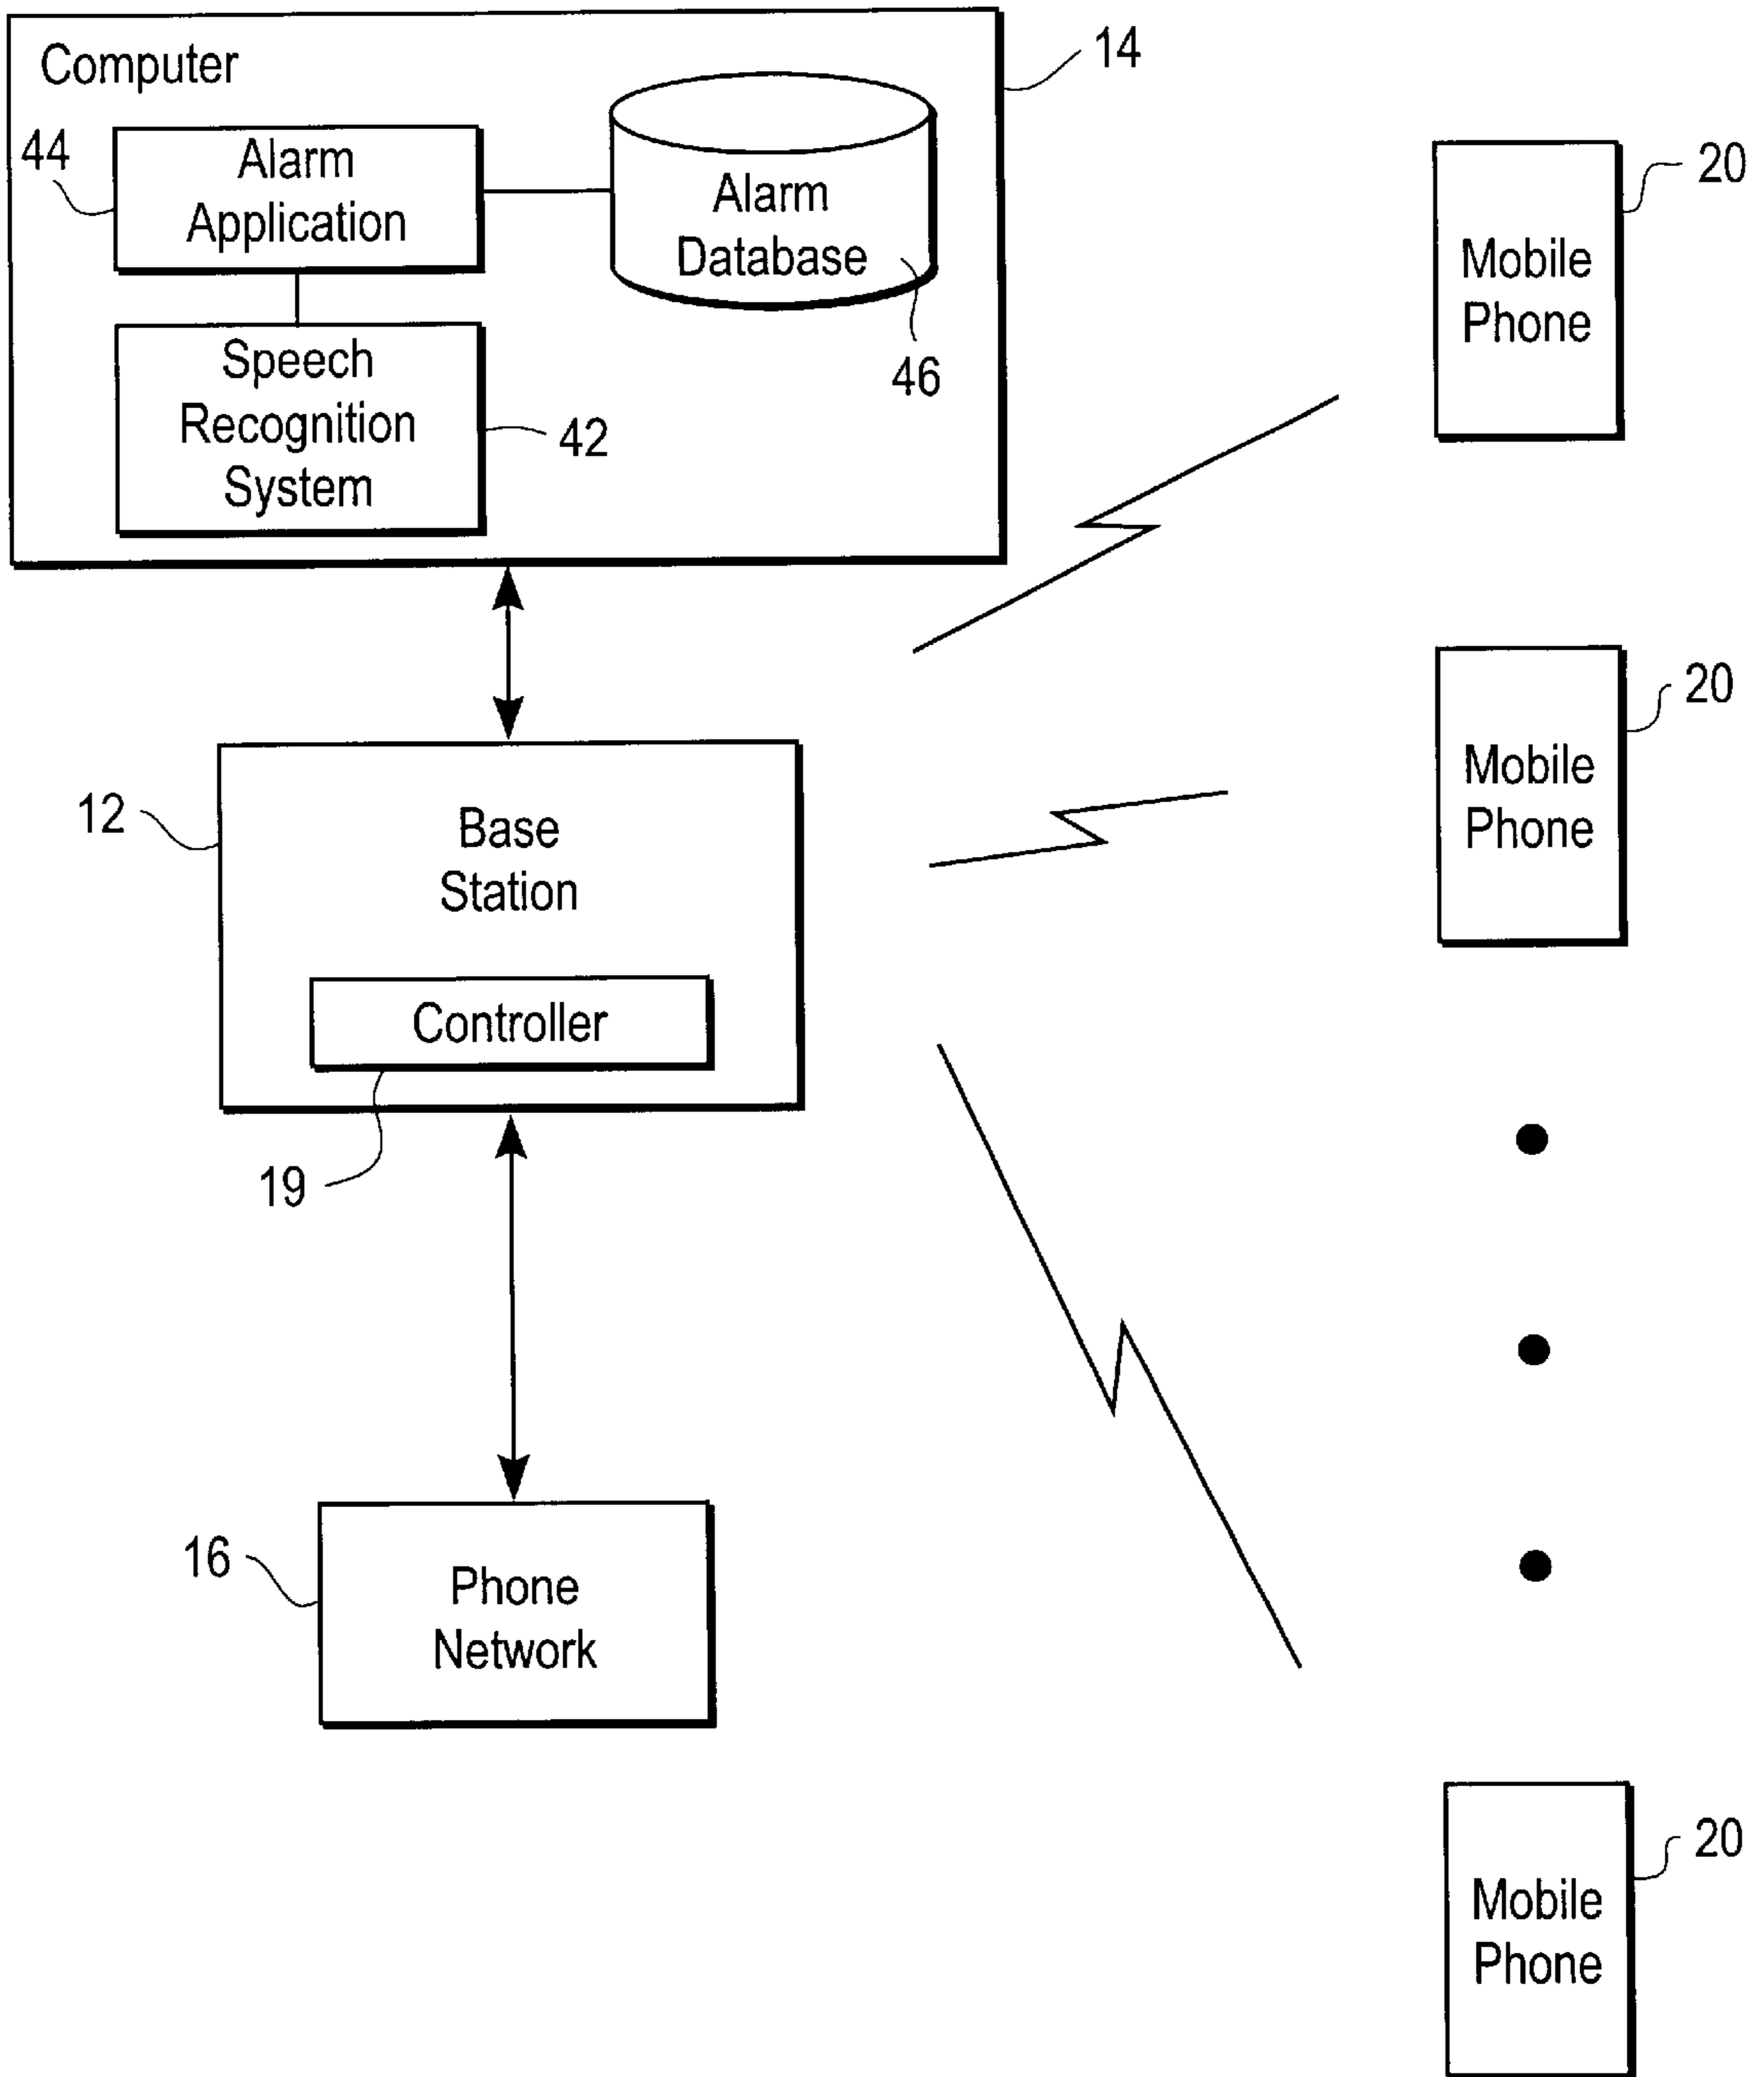 Computer
14
44
Alarm
Application
Alarm
Database
46
Speech
Recognition
System
42
20
Mobile
Phone
20
Mobile
Phone
12
Base
Station
Controller
19
16
Phone
Network
20
Mobile
Phone